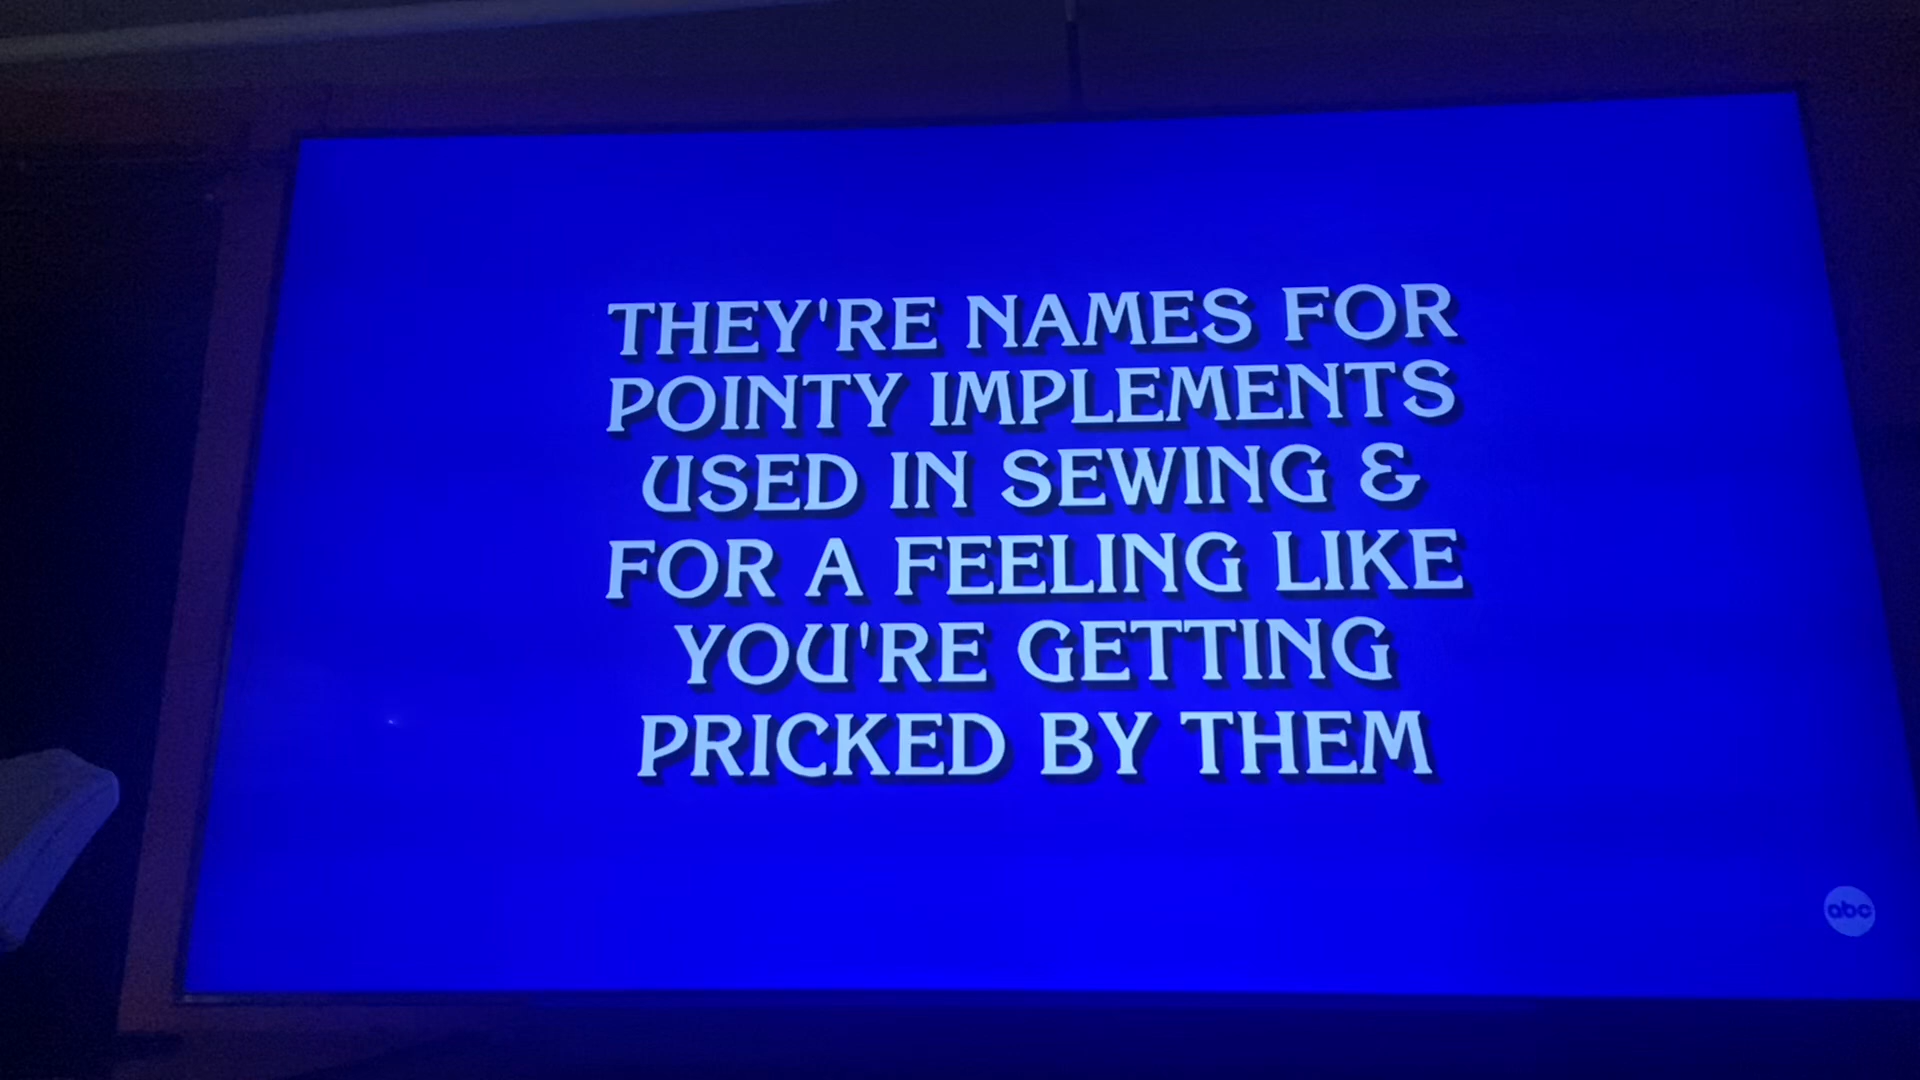 THEY'RE NAMES FOR
POINTY IMPLEMENTS
USED IN SEWING &
FOR A FEELING LIKE
YOU'RE GETTING
PRICKED BY THEM
abc